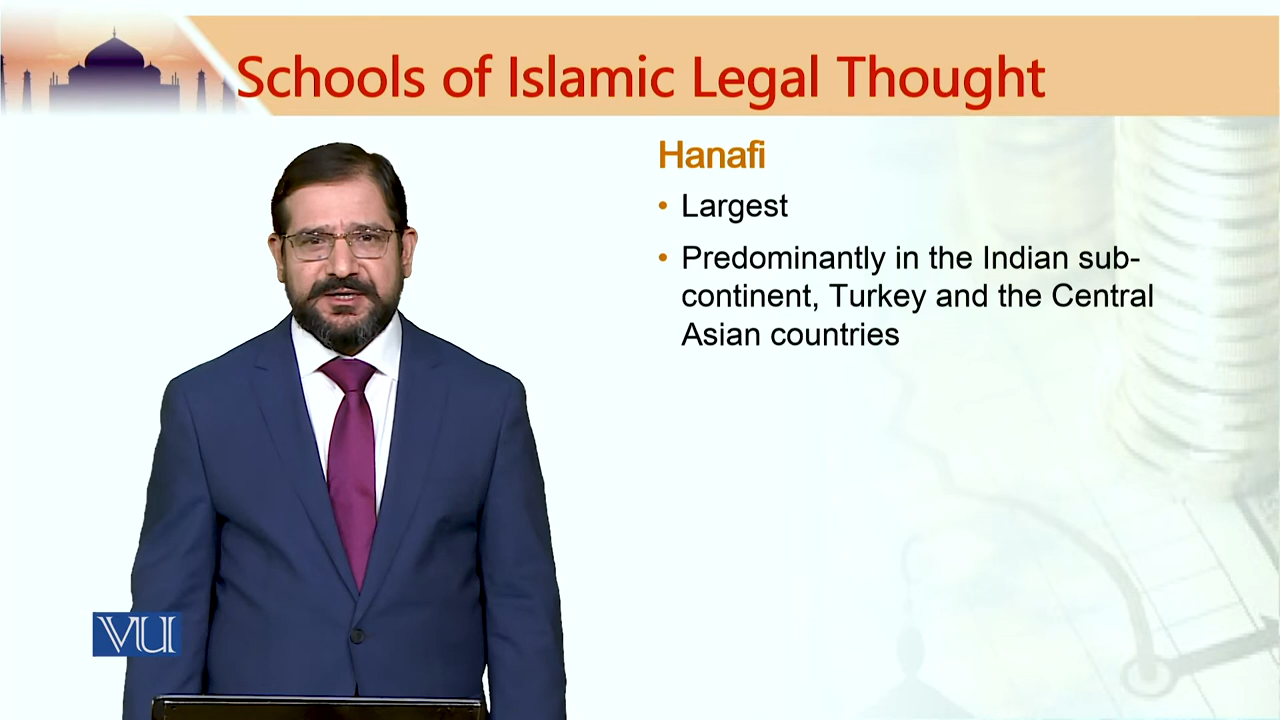 Schools of Islamic Legal Thought
Hanafi
• Largest
• Predominantly in the Indian sub-
continent, Turkey and the Central
Asian countries
VU